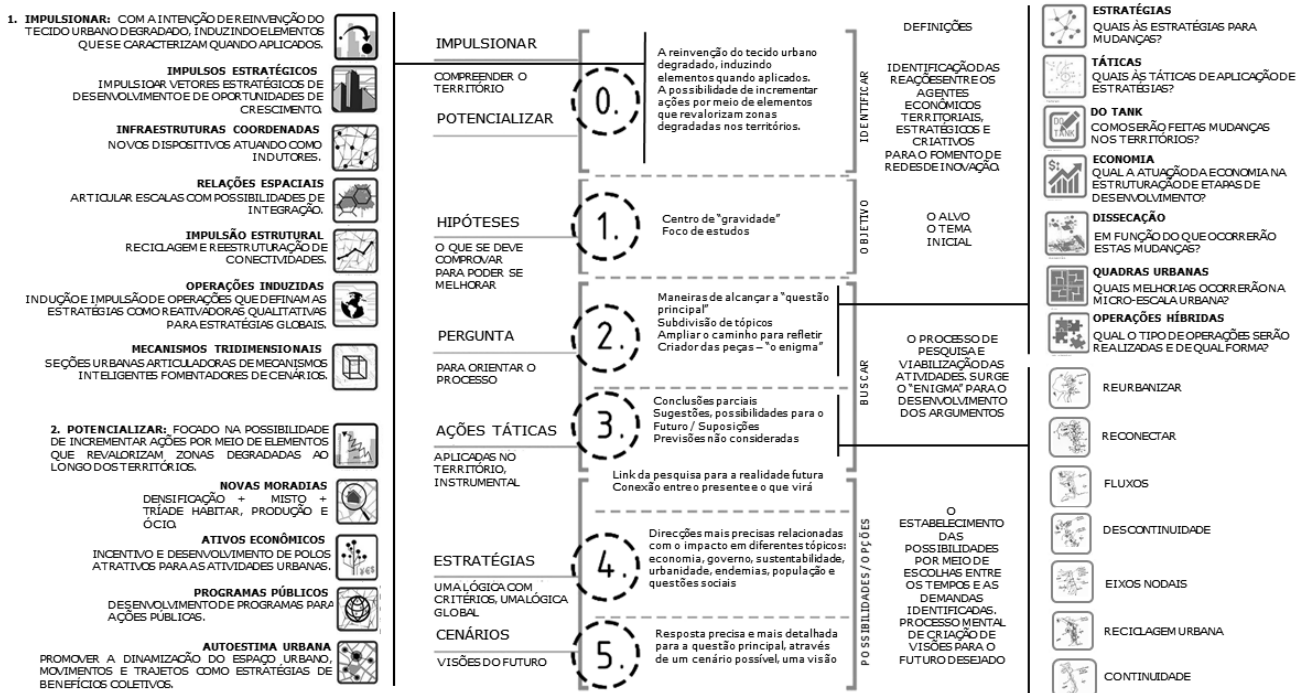 1. IMPULSIONAR: COM A INTENÇÃO DE REINVENÇÃO DO
TECIDO URBANO DEGRADADO, INDUZINDO ELEMENTOS
QUE SE CARACTERIZAM QUANDO APLICADOS.
IMPULSOS ESTRATÉGICOS
IMPULSIOAR VETORES ESTRATÉGICOS DE
DESENVOLVIMENTO E DE OPORTUNIDADES DE
CRESCIMENTO.
INFRAESTRUTURAS COORDENADAS
NOVOS DISPOSITIVOS ATUANDO COMO
INDUTORES.
RELAÇÕES ESPACIAIS
ARTICULAR ESCALAS COM POSSIBILIDADES DE
INTEGRAÇÃO.
IMPULSÃO ESTRUTURAL
RECICLAGEM E REESTRUTURAÇÃO DE
CONECTIVIDADES.
OPERAÇÕES INDUZIDAS
INDUÇÃO E IMPULSÃO DE OPERAÇÕES QUE DEFINAM AS
ESTRATÉGIAS COMO REATIVADORAS QUALITATIVAS
PARA ESTRATÉGIAS GLOBAIS.
MECANISMOS TRIDIMENSIONAIS
SEÇÕES URBANAS ARTICULADORAS DE MECANISMOS
INTELIGENTES FOMENTADORES DE CENÁRIOS.
2. POTENCIALIZAR: FOCADO NA POSSIBILIDADE
DE INCREMENTAR AÇÕES POR MEIO DE ELEMENTOS
QUE REVALORIZAM ZONAS DEGRADADAS AO
LONGO DOS TERRITÓRIOS.
NOVAS MORADIAS
DENSIFICAÇÃO + MISTO +
TRÍADE HABITAR, PRODUÇÃO E
ÓCIO.
ATIVOS ECONÔMICOS
INCENTIVO E DESENVOLVIMENTO DE POLOS
ATRATIVOS PARA AS ATIVIDADES URBANAS.
¥€$
PROGRAMAS PÚBLICOS
DESENVOLVIMENTO DE PROGRAMAS PARA
AÇÕES PÚBLICAS.
AUTOESTIMA URBANA
PROMOVER A DINAMIZAÇÃO DO ESPAÇO URBANO,
MOVIMENTOS E TRAJETOS COMO ESTRATÉGIAS DE
BENEFÍCIOS COLETIVOS.
IMPULSIONAR
COMPREENDER O
TERRITÓRIO
POTENCIALIZAR
HIPÓTESES
O QUE SE DEVE
COMPROVAR
PARA PODER SE
MELHORAR
PERGUNTA
PARA ORIENTAR O
PROCESSO
AÇÕES TÁTICAS
APLICADAS NO
TERRITÓRIO,
INSTRUMENTAL
ESTRATÉGIAS
UMA LÓGICA COM
CRITÉRIOS, UMA LÓGICA
GLOBAL
CENÁRIOS
VISÕES DO FUTURO
0.
A reinvenção do tecido urbano
degradado, induzindo
elementos quando aplicados.
A possibilidade de incrementar
ações por meio de elementos
que revalorizam zonas
degradadas nos territórios.
1.
Centro de "gravidade"
Foco de estudos
2.
Maneiras de alcançar a "questão
principal"
Subdivisão de tópicos
Ampliar o caminho para refletir
Criador das peças – "o enigma"
3.
Conclusões parciais
Sugestões, possibilidades para o
Futuro / Suposições
Previsões não consideradas
Link da pesquisa para a realidade futura
Conexão entre o presente e o que virá
4.
Direcções mais precisas relacionadas
com o impacto em diferentes tópicos:
economia, governo, sustentabilidade,
urbanidade, endemias, população e
questões sociais
5.
Resposta precisa e mais detalhada
para a questão principal, através
de um cenário possível, uma visão
IDENTIFICAR
OBJETIVO
BUSCAR
POSSIBILIDADES / OPÇÕES
DEFINIÇÕES
IDENTIFICAÇÃO DAS
REAÇÕES ENTRE OS
AGENTES
ECONÔMICOS
TERRITORIAIS,
ESTRATÉGICOS E
CRIATIVOS
PARA O FOMENTO DE
REDES DE INOVAÇÃO.
O ALVO
O TEMA
INICIAL
O PROCESSO DE
PESQUISA E
VIABILIZAÇÃO DAS
ATIVIDADES. SURGE
O "ENIGMA" PARA O
DESENVOLVIMENTO
DOS ARGUMENTOS
O
ESTABELECIMENTO
DAS
POSSIBILIDADES
POR MEIO DE
ESCOLHAS ENTRE
OS TEMPOS E AS
DEMANDAS
IDENTIFICADAS.
PROCESSO MENTAL
DE CRIAÇÃO DE
VISÕES PARA O
FUTURO DESEJADO
ESTRATÉGIAS
QUAIS ÀS ESTRATÉGIAS PARA
MUDANÇAS?
TÁTICAS
QUAIS ÀS TÁTICAS DE APLICAÇÃO DE
ESTRATÉGIAS?
DO TANK
DO TANK
COMO SERÃO FEITAS MUDANÇAS
NOS TERRITÓRIOS?
ECONOMIA
QUAL A ATUAÇÃO DA ECONOMIA NA
ESTRUTURAÇÃO DE ETAPAS DE
DESENVOLVIMENTO?
DISSECAÇÃO
EM FUNÇÃO DO QUE OCORRERÃO
ESTAS MUDANÇAS?
QUADRAS URBANAS
QUAIS MELHORIAS OCORRERÃO NA
MICRO-ESCALA URBANA?
OPERAÇÕES HÍBRIDAS
QUAL O TIPO DE OPERAÇÕES SERÃO
REALIZADAS E DE QUAL FORMA?
REURBANIZAR
RECONECTAR
FLUXOS
DESCONTINUIDADE
EIXOS NODAIS
RECICLAGEM URBANA
CONTINUIDADE